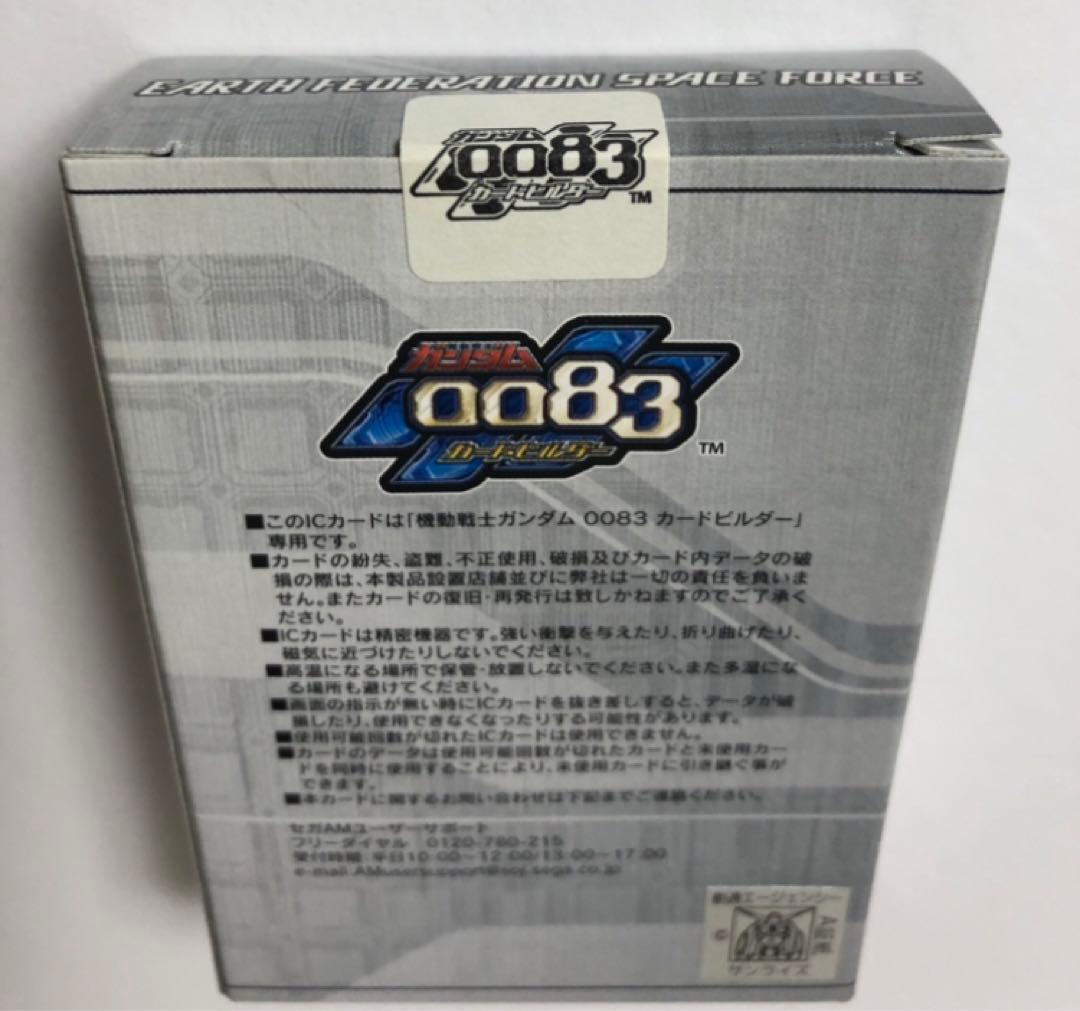 EARTH FEDERATION SPACE FORCE
ガンダム
0083
カードビルダー
TM
ガンダム
0083
カードビルダー
TM
■このICカードは「機動戦士ガンダム 0083 カードビルダー」
専用です。
■カードの紛失、盗難、不正使用、破損及びカード内データの破
損の際は、本製品設置店舗並びに弊社は一切の責任を負いま
せん。またカードの復旧・再発行は致しかねますのでご了承く
ださい。
■ICカードは精密機器です。強い衝撃を与えたり、折り曲げたり、
磁気に近づけたりしないでください。
■高温になる場所で保管・放置しないでください。また多湿にな
る場所も避けてください。
■画面の指示が無い時にICカードを抜き差しすると、データが破
損したり、使用できなくなったりする可能性があります。
■使用可能回数が切れたICカードは使用できません。
■カードのデータは使用可能回数が切れたカードと未使用カー
ドを同時に使用することにより、未使用カードに引き継ぐ事が
できます。
■本カードに関するお問い合わせは下記までご連絡ください。
セガAMユーザーサポート
フリーダイヤル 0120-780-215
受付時間:平日10:00~12:00/13:00~17:00
e-mail.AMusersupport@soj.sega.co.jp
創通エージェンシー
©
サンライズ